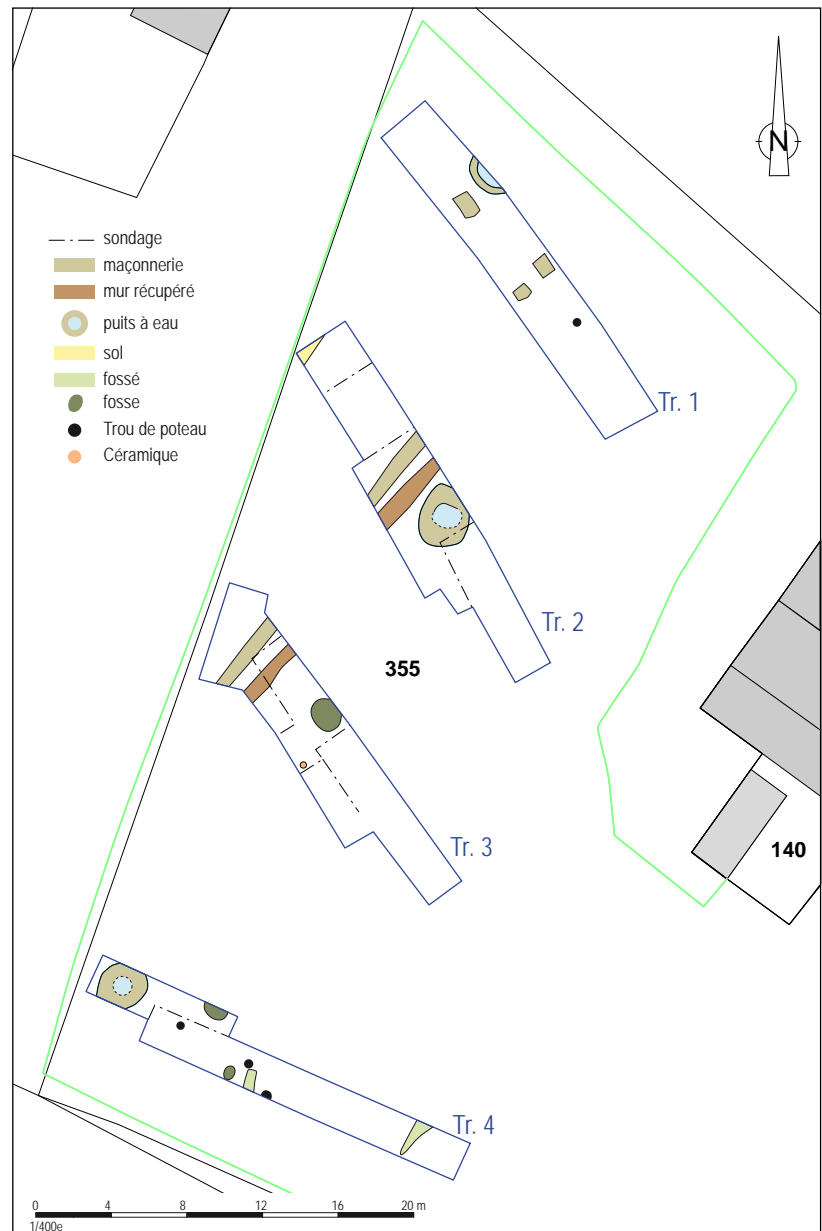 N
sondage
maçonnerie
mur récupéré
puits à eau
sol
fossé
fosse
Trou de poteau
Céramique
Tr. 1
Tr. 2
355
Tr. 3
140
Tr. 4
0 4 8 12 16 20 m
1/400e